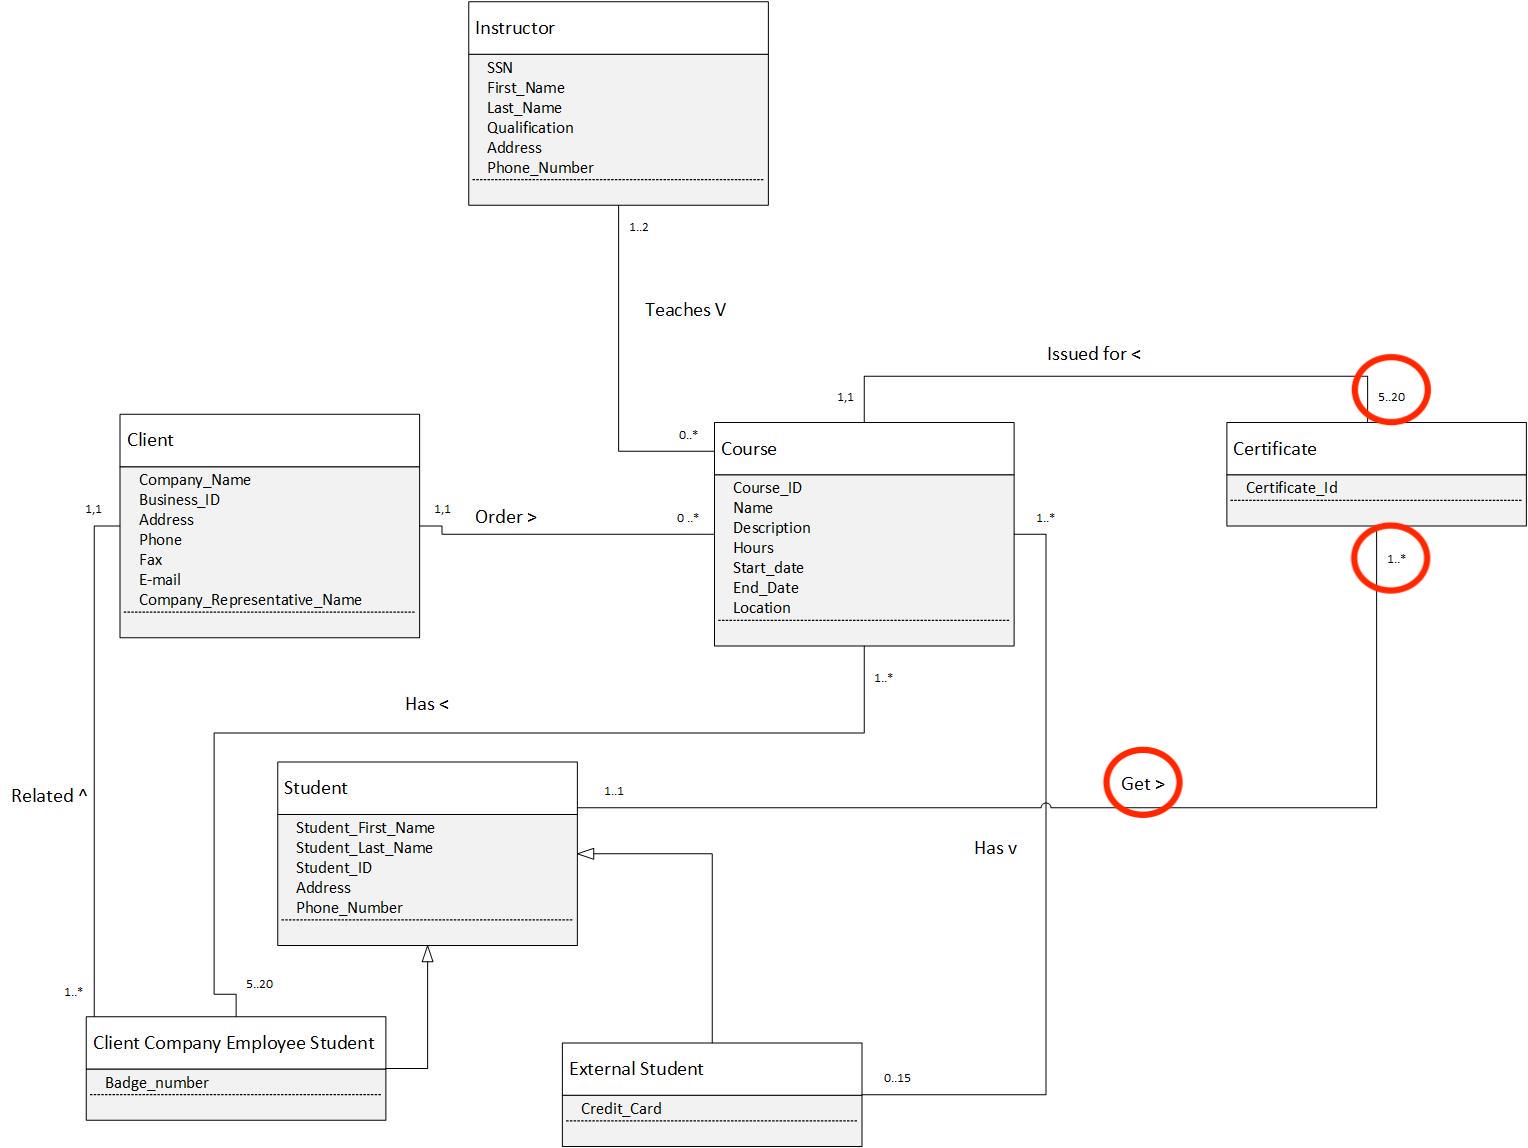 Instructor
SSN
First_Name
Last_Name
Qualification
Address
Phone_Number
1..2
Teaches V
Issued for <
1,1
5..20
0..*
Client
Company_Name
Business_ID
Address
Phone
Fax
E-mail
Company_Representative_Name
1,1
1,1
Order >
0 ..*
Course
Course_ID
Name
Description
Hours
Start_date
End_Date
Location
1..*
Certificate
Certificate_Id
1..*
1..*
Has <
Related ^
Student
Student_First_Name
Student_Last_Name
Student_ID
Address
Phone_Number
1..1
Get >
Has v
5..20
1..*
Client Company Employee Student
Badge_number
External Student
Credit_Card
0..15